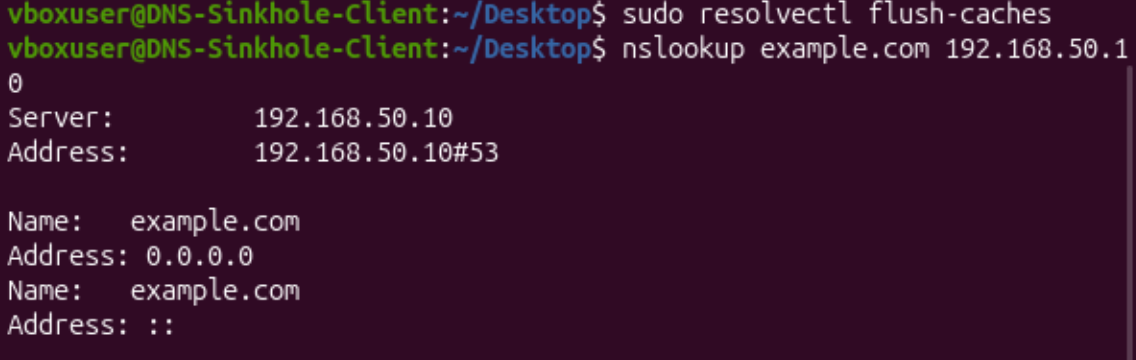 vboxuser@DNS-Sinkhole-Client:~/Desktop$ sudo resolvectl flush-caches
vboxuser@DNS-Sinkhole-Client:~/Desktop$ nslookup example.com 192.168.50.1
0
Server:         192.168.50.10
Address:        192.168.50.10#53

Name:   example.com
Address: 0.0.0.0
Name:   example.com
Address: ::